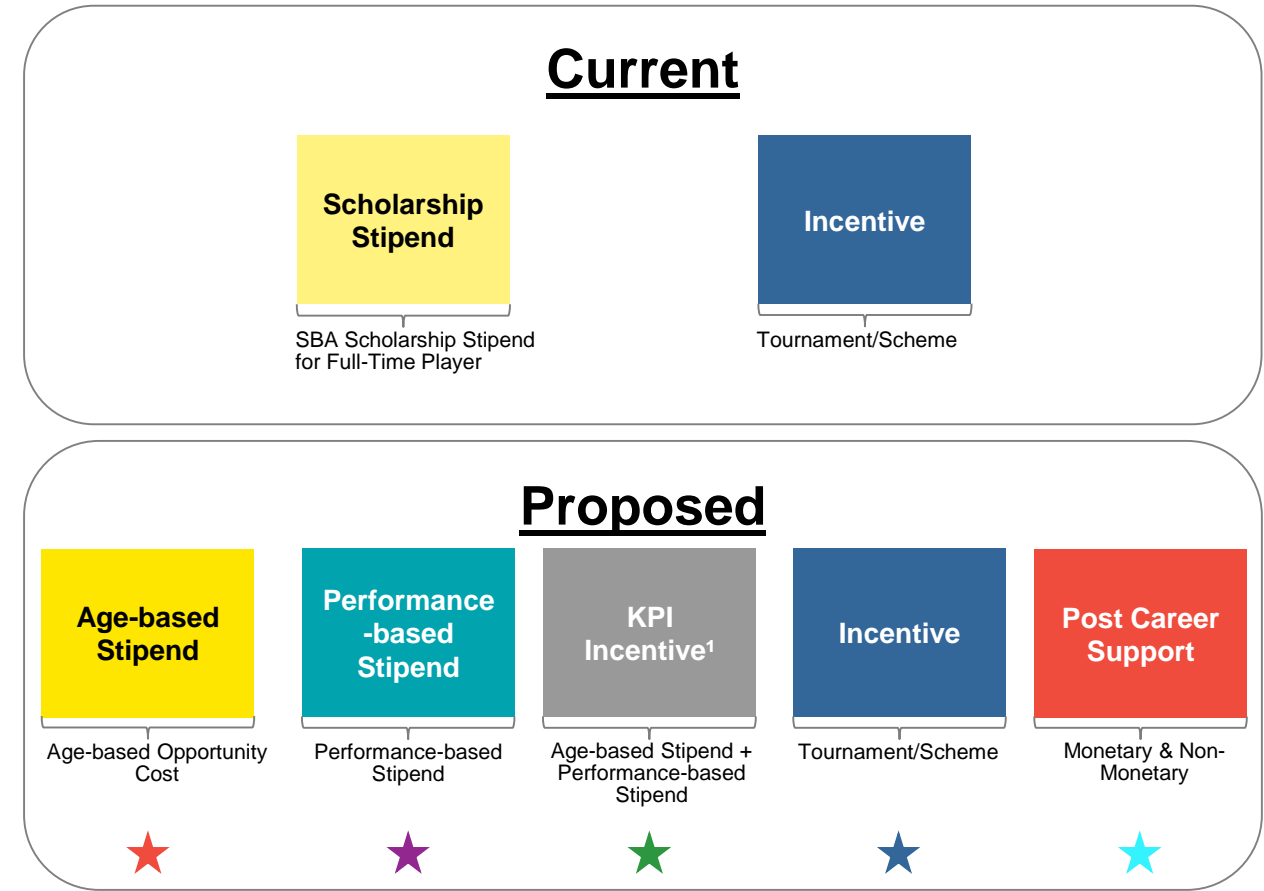 Current
Scholarship
Stipend
Incentive
SBA Scholarship Stipend
for Full-Time Player
Tournament/Scheme
Proposed
Age-based
Stipend
Performance
-based
Stipend
KPI
Incentive¹
Incentive
Post Career
Support
Age-based Opportunity
Cost
Performance-based
Stipend
Age-based Stipend +
Performance-based
Stipend
Tournament/Scheme
Monetary & Non-
Monetary